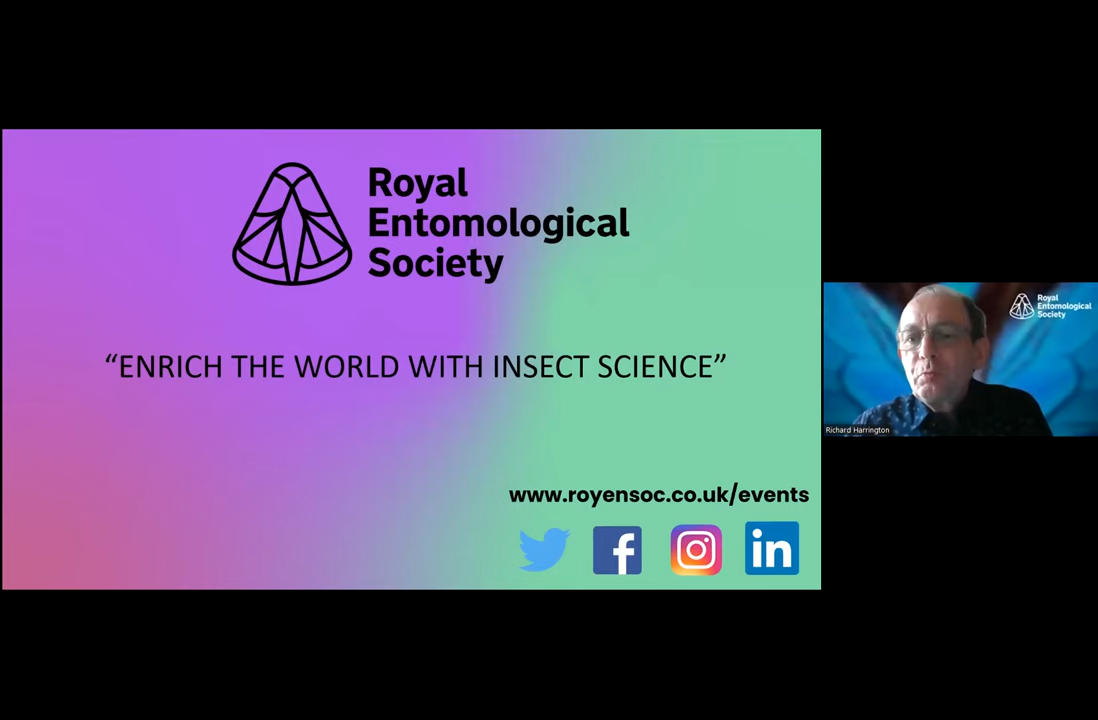 Royal
Entomological
Society
“ENRICH THE WORLD WITH INSECT SCIENCE”
www.royensoc.co.uk/events
f
in
Royal
Entomological
Society
Richard Harrington